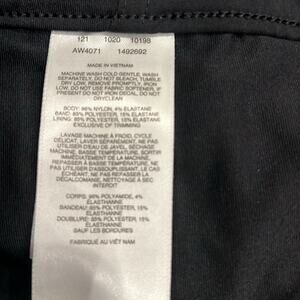 121 1020 10198
AW4071 1492692
MADE IN VIETNAM
MACHINE WASH COLD GENTLE, WASH
SEPARATELY, DO NOT BLEACH, TUMBLE
DRY LOW, REMOVE PROMPTLY, IRON
LOW, DO NOT USE FABRIC SOFTENER, IF
PRESENT DO NOT IRON DECAL, DO NOT
DRYCLEAN
BODY: 96% NYLON, 4% ELASTANE
BAND: 85% POLYESTER, 15% ELASTANE
LINING: 85% POLYESTER, 15% ELASTANE
EXCLUSIVE OF TRIMMING
LAVAGE MACHINE À FROID, CYCLE
DÉLICAT, LAVER SÉPARÉMENT, NE PAS
UTILISER D'EAU DE JAVEL, SÉCHAGE
MACHINE, BASSE TEMPÉRATURE, SORTIR
IMMÉDIATEMENT DE LA MACHINE,
REPASSER À BASSE TEMPÉRATURE, NE
PAS UTILISER D'ASSOUPLISSANT, LE CAS
ÉCHÉANT NE PAS REPASSER LA
DÉCALCOMANIE, NETTOYAGE À SEC
INTERDIT
CORPS: 96% POLYAMIDE, 4%
ÉLASTHANNE
BANDEAU: 85% POLYESTER, 15%
ÉLASTHANNE
DOUBLURE: 85% POLYESTER, 15%
ÉLASTHANNE
SAUF LES BORDURES
FABRIQUÉ AU VIÊT NAM